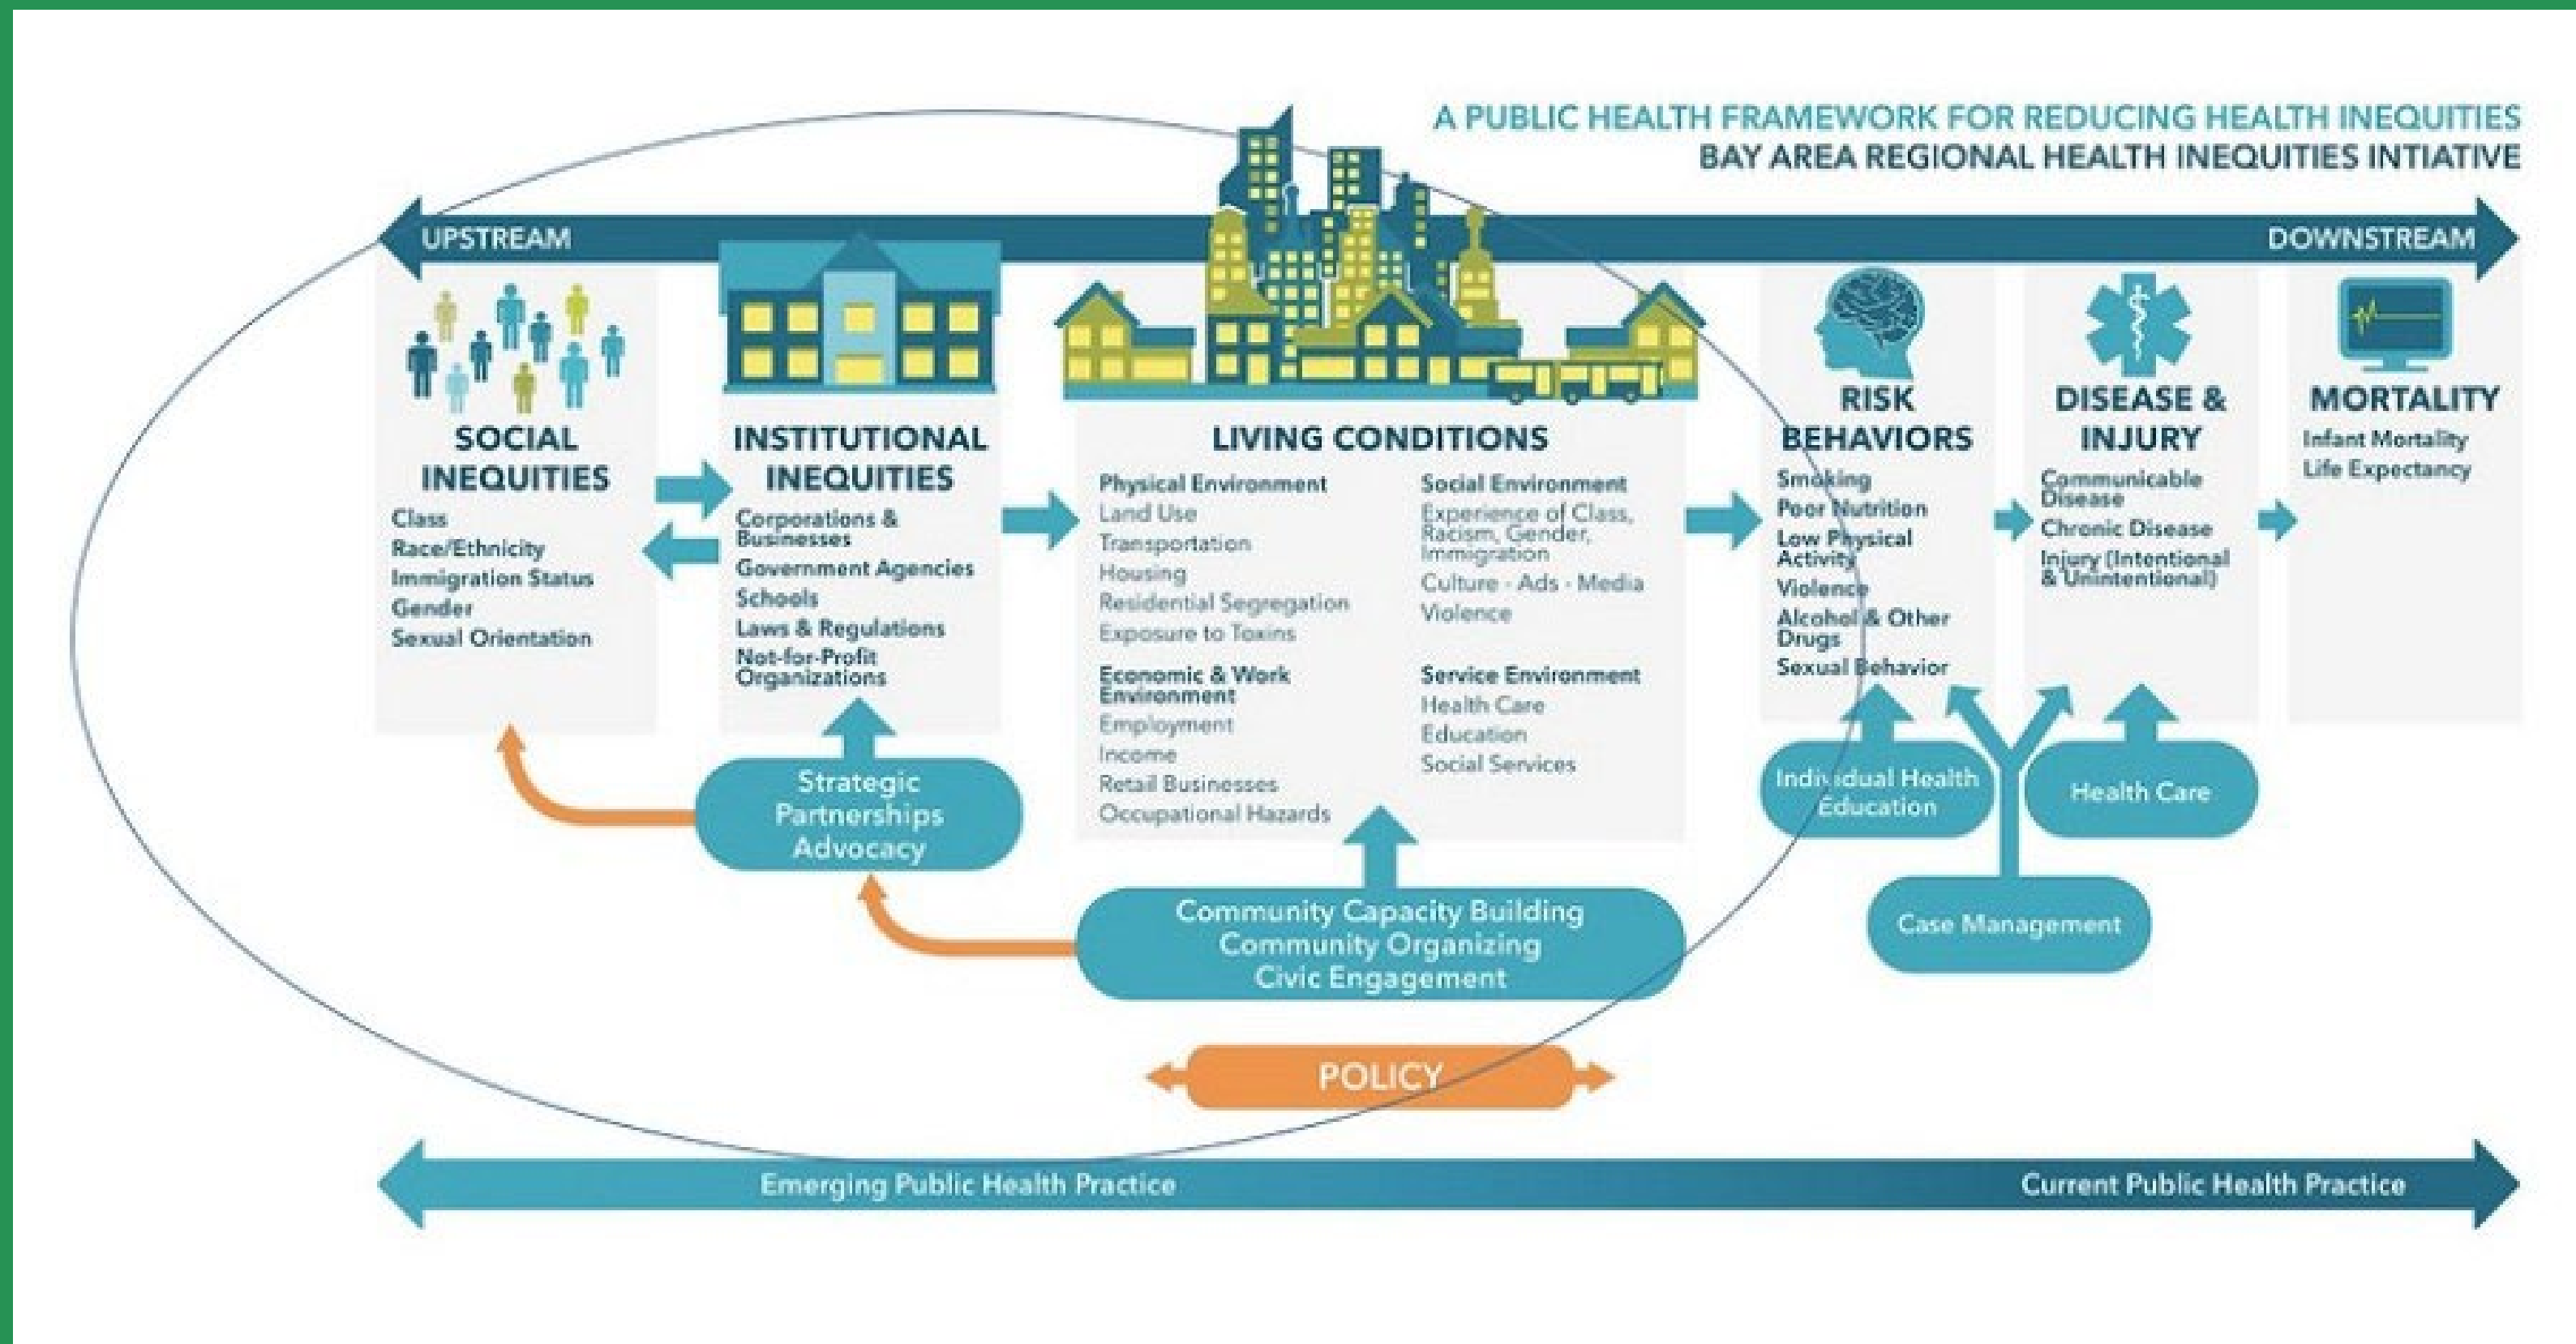 A PUBLIC HEALTH FRAMEWORK FOR REDUCING HEALTH INEQUITIES
BAY AREA REGIONAL HEALTH INEQUITIES INTIATIVE
UPSTREAM
DOWNSTREAM
SOCIAL
INEQUITIES
Class
Race/Ethnicity
Immigration Status
Gender
Sexual Orientation
INSTITUTIONAL
INEQUITIES
Corporations &
Businesses
Government Agencies
Schools
Laws & Regulations
Not-for-Profit
Organizations
LIVING CONDITIONS
Physical Environment
Land Use
Transportation
Housing
Residential Segregation
Exposure to Toxins
Economic & Work
Environment
Employment
Income
Retail Businesses
Occupational Hazards
Social Environment
Experience of Class,
Racism, Gender,
Immigration
Culture - Ads - Media
Violence
Service Environment
Health Care
Education
Social Services
RISK
BEHAVIORS
Smoking
Poor Nutrition
Low Physical
Activity
Violence
Alcohol & Other
Drugs
Sexual Behavior
DISEASE &
INJURY
Communicable
Disease
Chronic Disease
Injury (Intentional
& Unintentional)
MORTALITY
Infant Mortality
Life Expectancy
Strategic
Partnerships
Advocacy
Community Capacity Building
Community Organizing
Civic Engagement
Individual Health
Education
Health Care
Case Management
POLICY
Emerging Public Health Practice
Current Public Health Practice